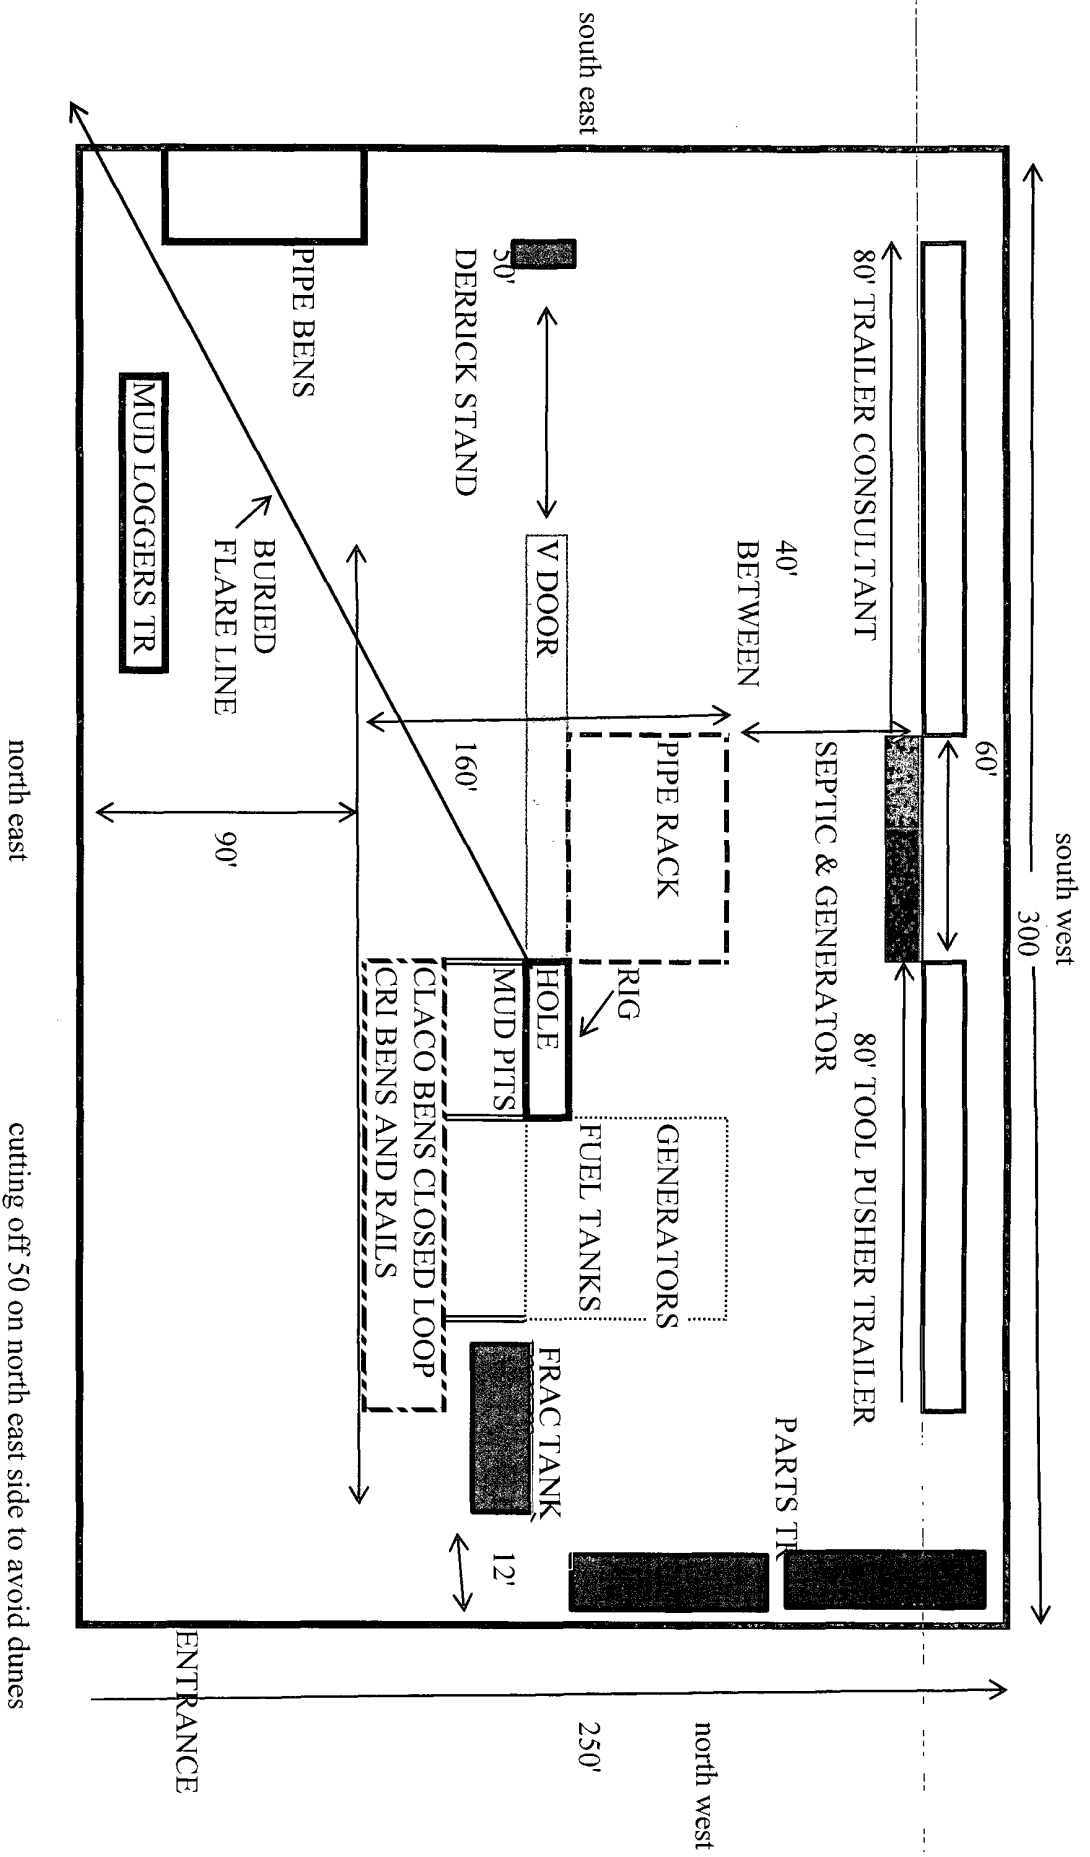 south west
300
60'
80' TRAILER CONSULTANT
80' TOOL PUSHER TRAILER
SEPTIC & GENERATOR
40'
BETWEEN
PARTS TR
PIPE RACK
GENERATORS
RIG
FUEL TANKS
V DOOR
HOLE
FRAC TANK
50'
DERRICK STAND
MUD PITS
12'
160'
CLACO BENS CLOSED LOOP
CRI BENS AND RAILS
PIPE BENS
BURIED
FLARE LINE
90'
MUD LOGGERS TR
ENTRANCE
250'
north west
south east
north east
cutting off 50 on north east side to avoid dunes